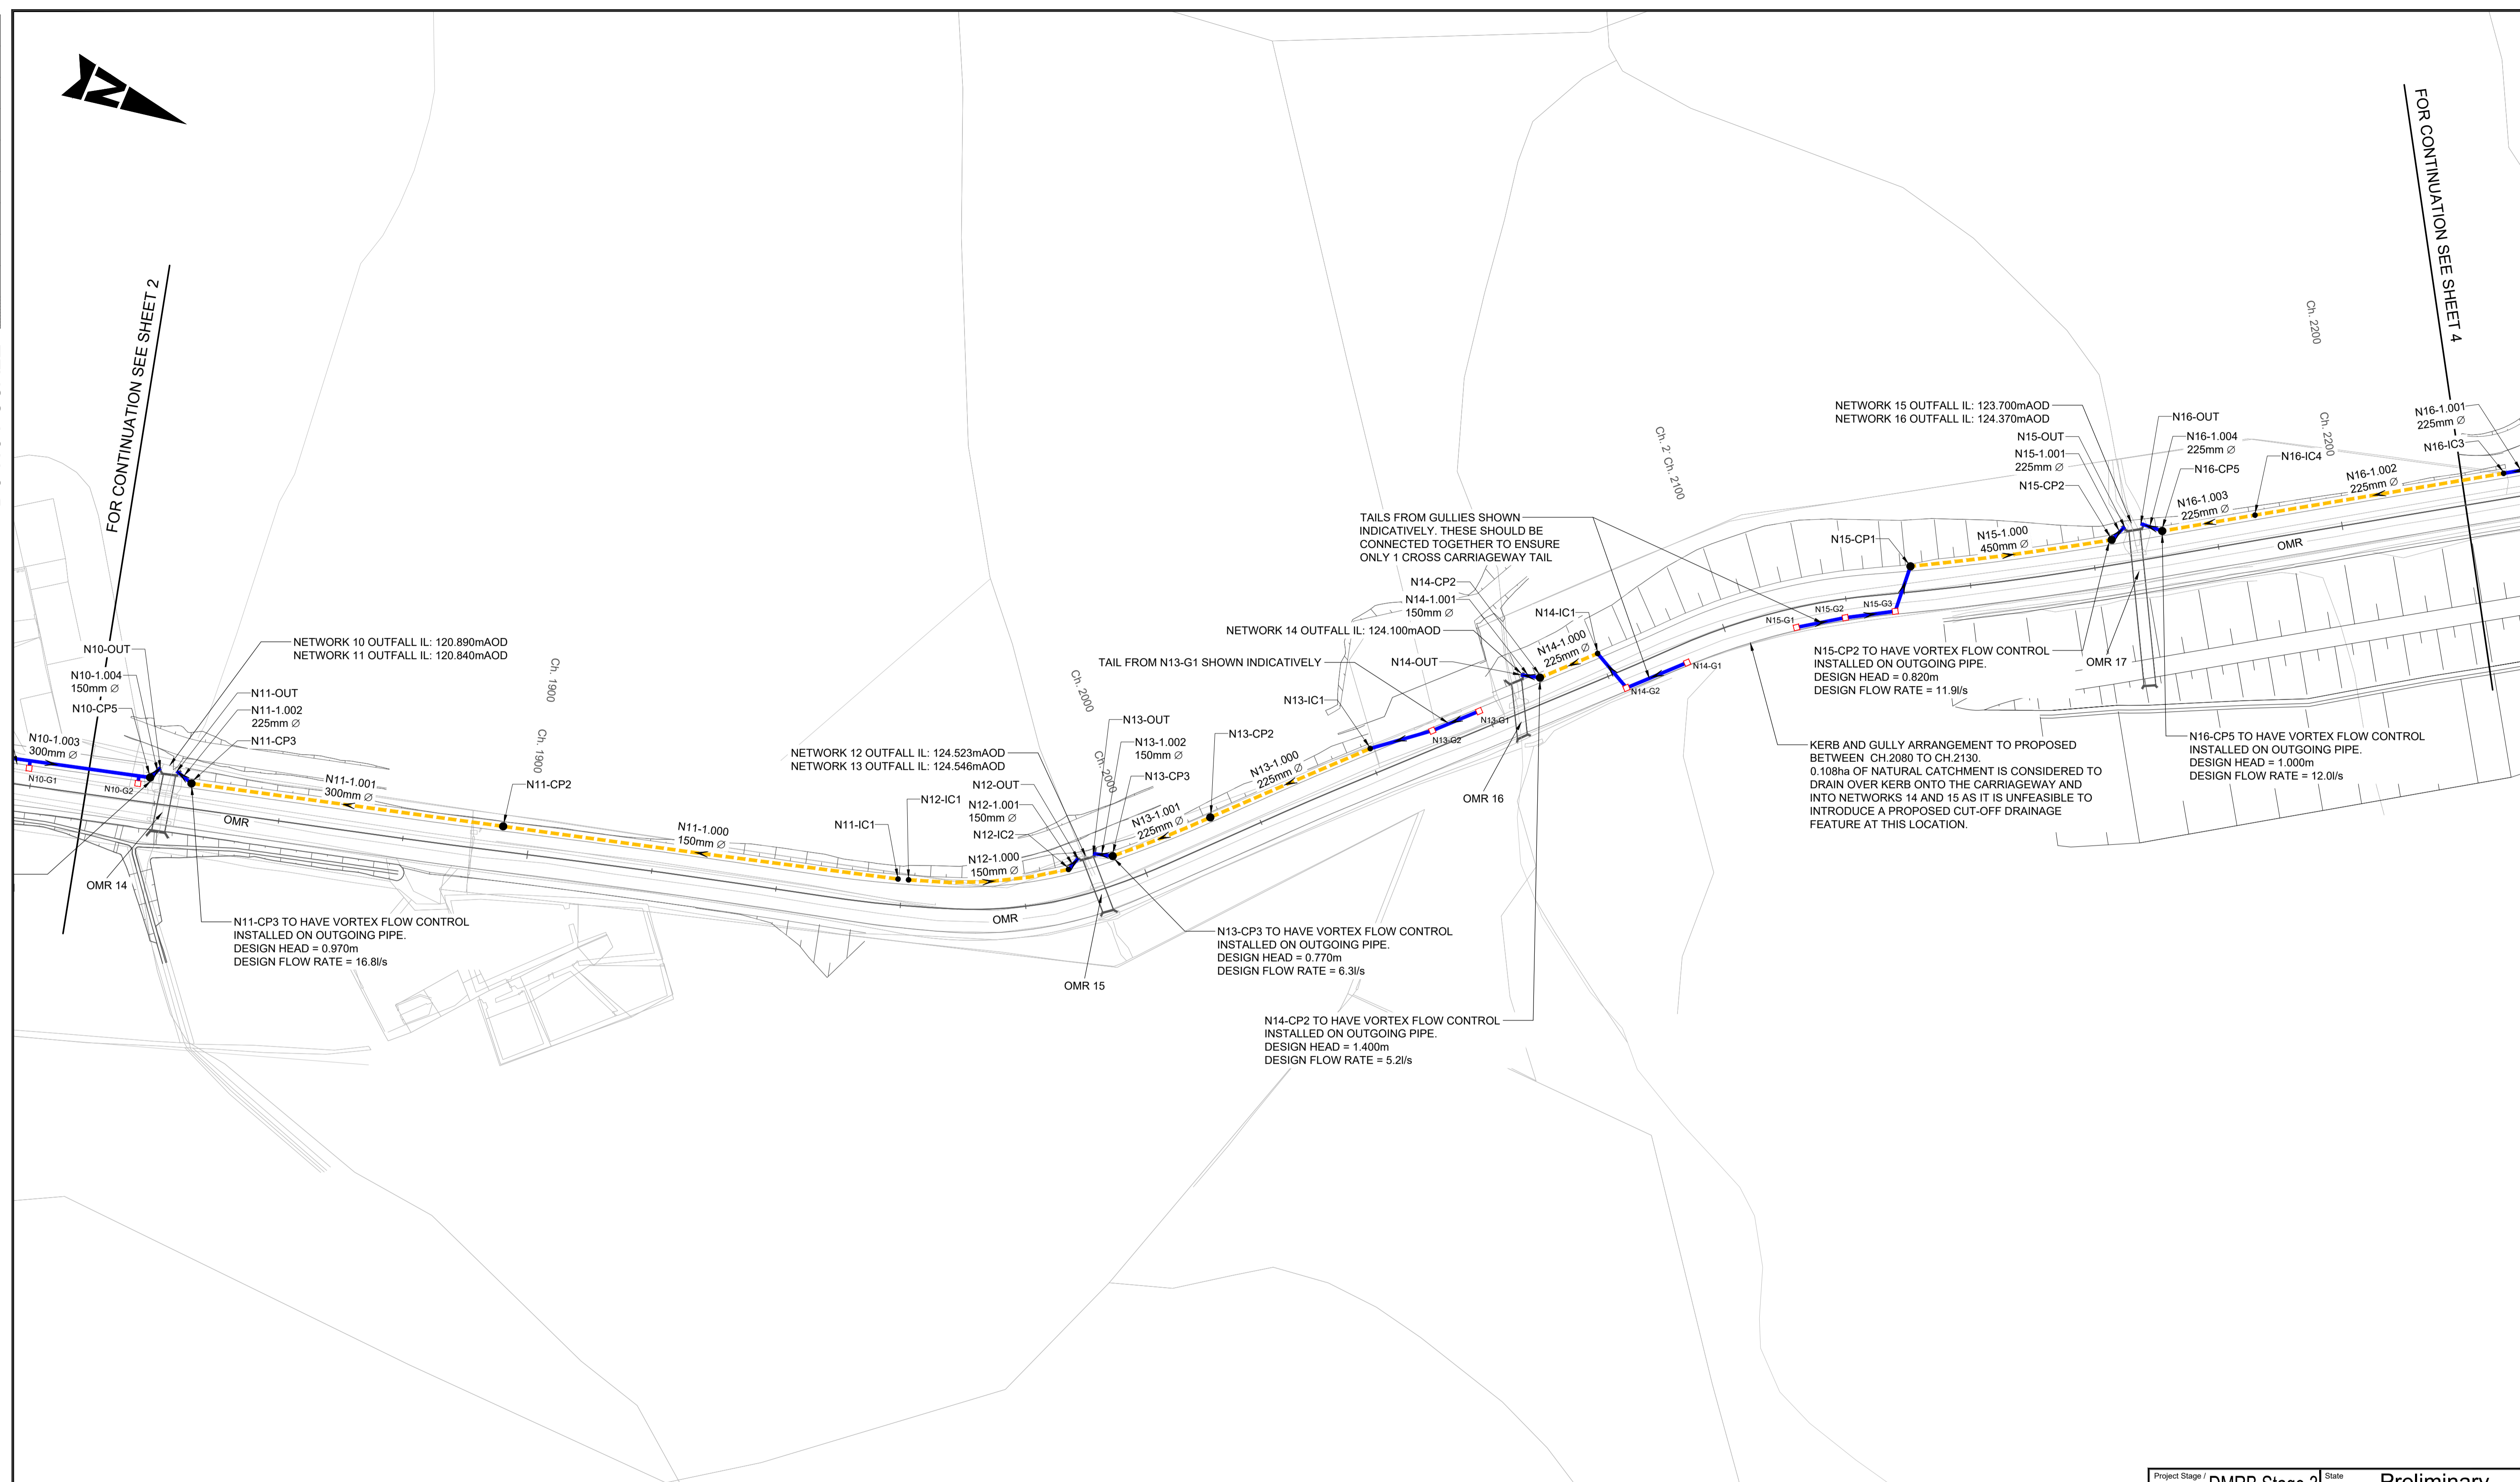 FOR CONTINUATION SEE SHEET 2
FOR CONTINUATION SEE SHEET 4
N
N10-OUT
N10-1.004
150mm ∅
N10-CP5
N10-1.003
300mm ∅
N10-G1
N10-G2
NETWORK 10 OUTFALL IL: 120.890mAOD
NETWORK 11 OUTFALL IL: 120.840mAOD
N11-OUT
N11-1.002
225mm ∅
N11-CP3
N11-1.001
300mm ∅
OMR
OMR 14
N11-CP3 TO HAVE VORTEX FLOW CONTROL
INSTALLED ON OUTGOING PIPE.
DESIGN HEAD = 0.970m
DESIGN FLOW RATE = 16.8l/s
Ch. 1900
Ch. 1900
N11-CP2
N11-1.000
150mm ∅
N11-IC1
N12-IC1
NETWORK 12 OUTFALL IL: 124.523mAOD
NETWORK 13 OUTFALL IL: 124.546mAOD
N12-OUT
N12-1.001
150mm ∅
N12-IC2
N12-1.000
150mm ∅
OMR
OMR 15
Ch. 2000
Ch. 2000
N13-OUT
N13-1.002
150mm ∅
N13-CP3
N13-1.001
225mm ∅
N13-CP2
N13-1.000
225mm ∅
N13-IC1
N13-G2
N13-G1
TAIL FROM N13-G1 SHOWN INDICATIVELY
N13-CP3 TO HAVE VORTEX FLOW CONTROL
INSTALLED ON OUTGOING PIPE.
DESIGN HEAD = 0.770m
DESIGN FLOW RATE = 6.3l/s
N14-CP2 TO HAVE VORTEX FLOW CONTROL
INSTALLED ON OUTGOING PIPE.
DESIGN HEAD = 1.400m
DESIGN FLOW RATE = 5.2l/s
TAILS FROM GULLIES SHOWN
INDICATIVELY. THESE SHOULD BE
CONNECTED TOGETHER TO ENSURE
ONLY 1 CROSS CARRIAGEWAY TAIL
N14-CP2
N14-1.001
150mm ∅
NETWORK 14 OUTFALL IL: 124.100mAOD
N14-OUT
N14-IC1
N14-1.000
225mm ∅
N14-G1
N14-G2
OMR 16
Ch. 2
Ch. 2100
N15-G1
N15-G2
N15-G3
N15-CP1
N15-1.000
450mm ∅
KERB AND GULLY ARRANGEMENT TO PROPOSED
BETWEEN CH.2080 TO CH.2130.
0.108ha OF NATURAL CATCHMENT IS CONSIDERED TO
DRAIN OVER KERB ONTO THE CARRIAGEWAY AND
INTO NETWORKS 14 AND 15 AS IT IS UNFEASIBLE TO
INTRODUCE A PROPOSED CUT-OFF DRAINAGE
FEATURE AT THIS LOCATION.
N15-CP2 TO HAVE VORTEX FLOW CONTROL
INSTALLED ON OUTGOING PIPE.
DESIGN HEAD = 0.820m
DESIGN FLOW RATE = 11.9l/s
NETWORK 15 OUTFALL IL: 123.700mAOD
NETWORK 16 OUTFALL IL: 124.370mAOD
N15-OUT
N15-1.001
225mm ∅
N15-CP2
OMR 17
N16-OUT
N16-1.004
225mm ∅
N16-CP5
N16-IC4
N16-1.003
225mm ∅
N16-1.002
225mm ∅
N16-1.001
225mm ∅
N16-IC3
Ch. 2200
Ch. 2200
OMR
N16-CP5 TO HAVE VORTEX FLOW CONTROL
INSTALLED ON OUTGOING PIPE.
DESIGN HEAD = 1.000m
DESIGN FLOW RATE = 12.0l/s
Project Stage /
State
Preliminary